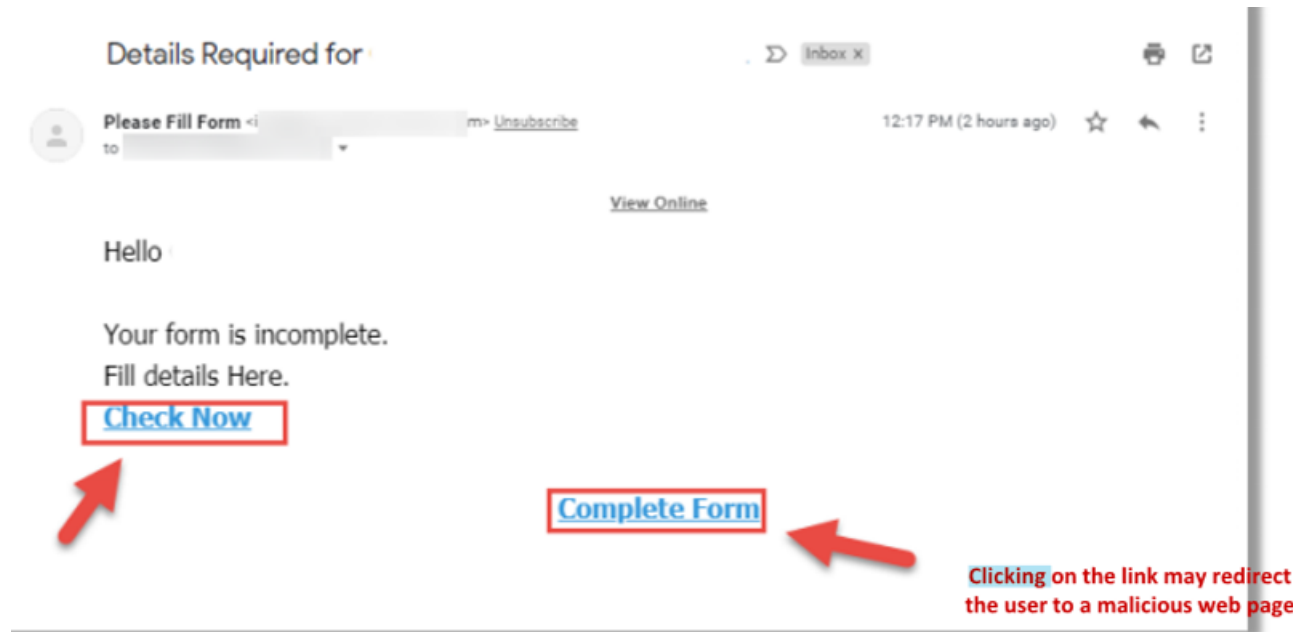 Details Required for
Inbox x
Please Fill Form <i m> Unsubscribe
12:17 PM (2 hours ago)
to
View Online
Hello
Your form is incomplete.
Fill details Here.
Check Now
Complete Form
Clicking on the link may redirect
the user to a malicious web page